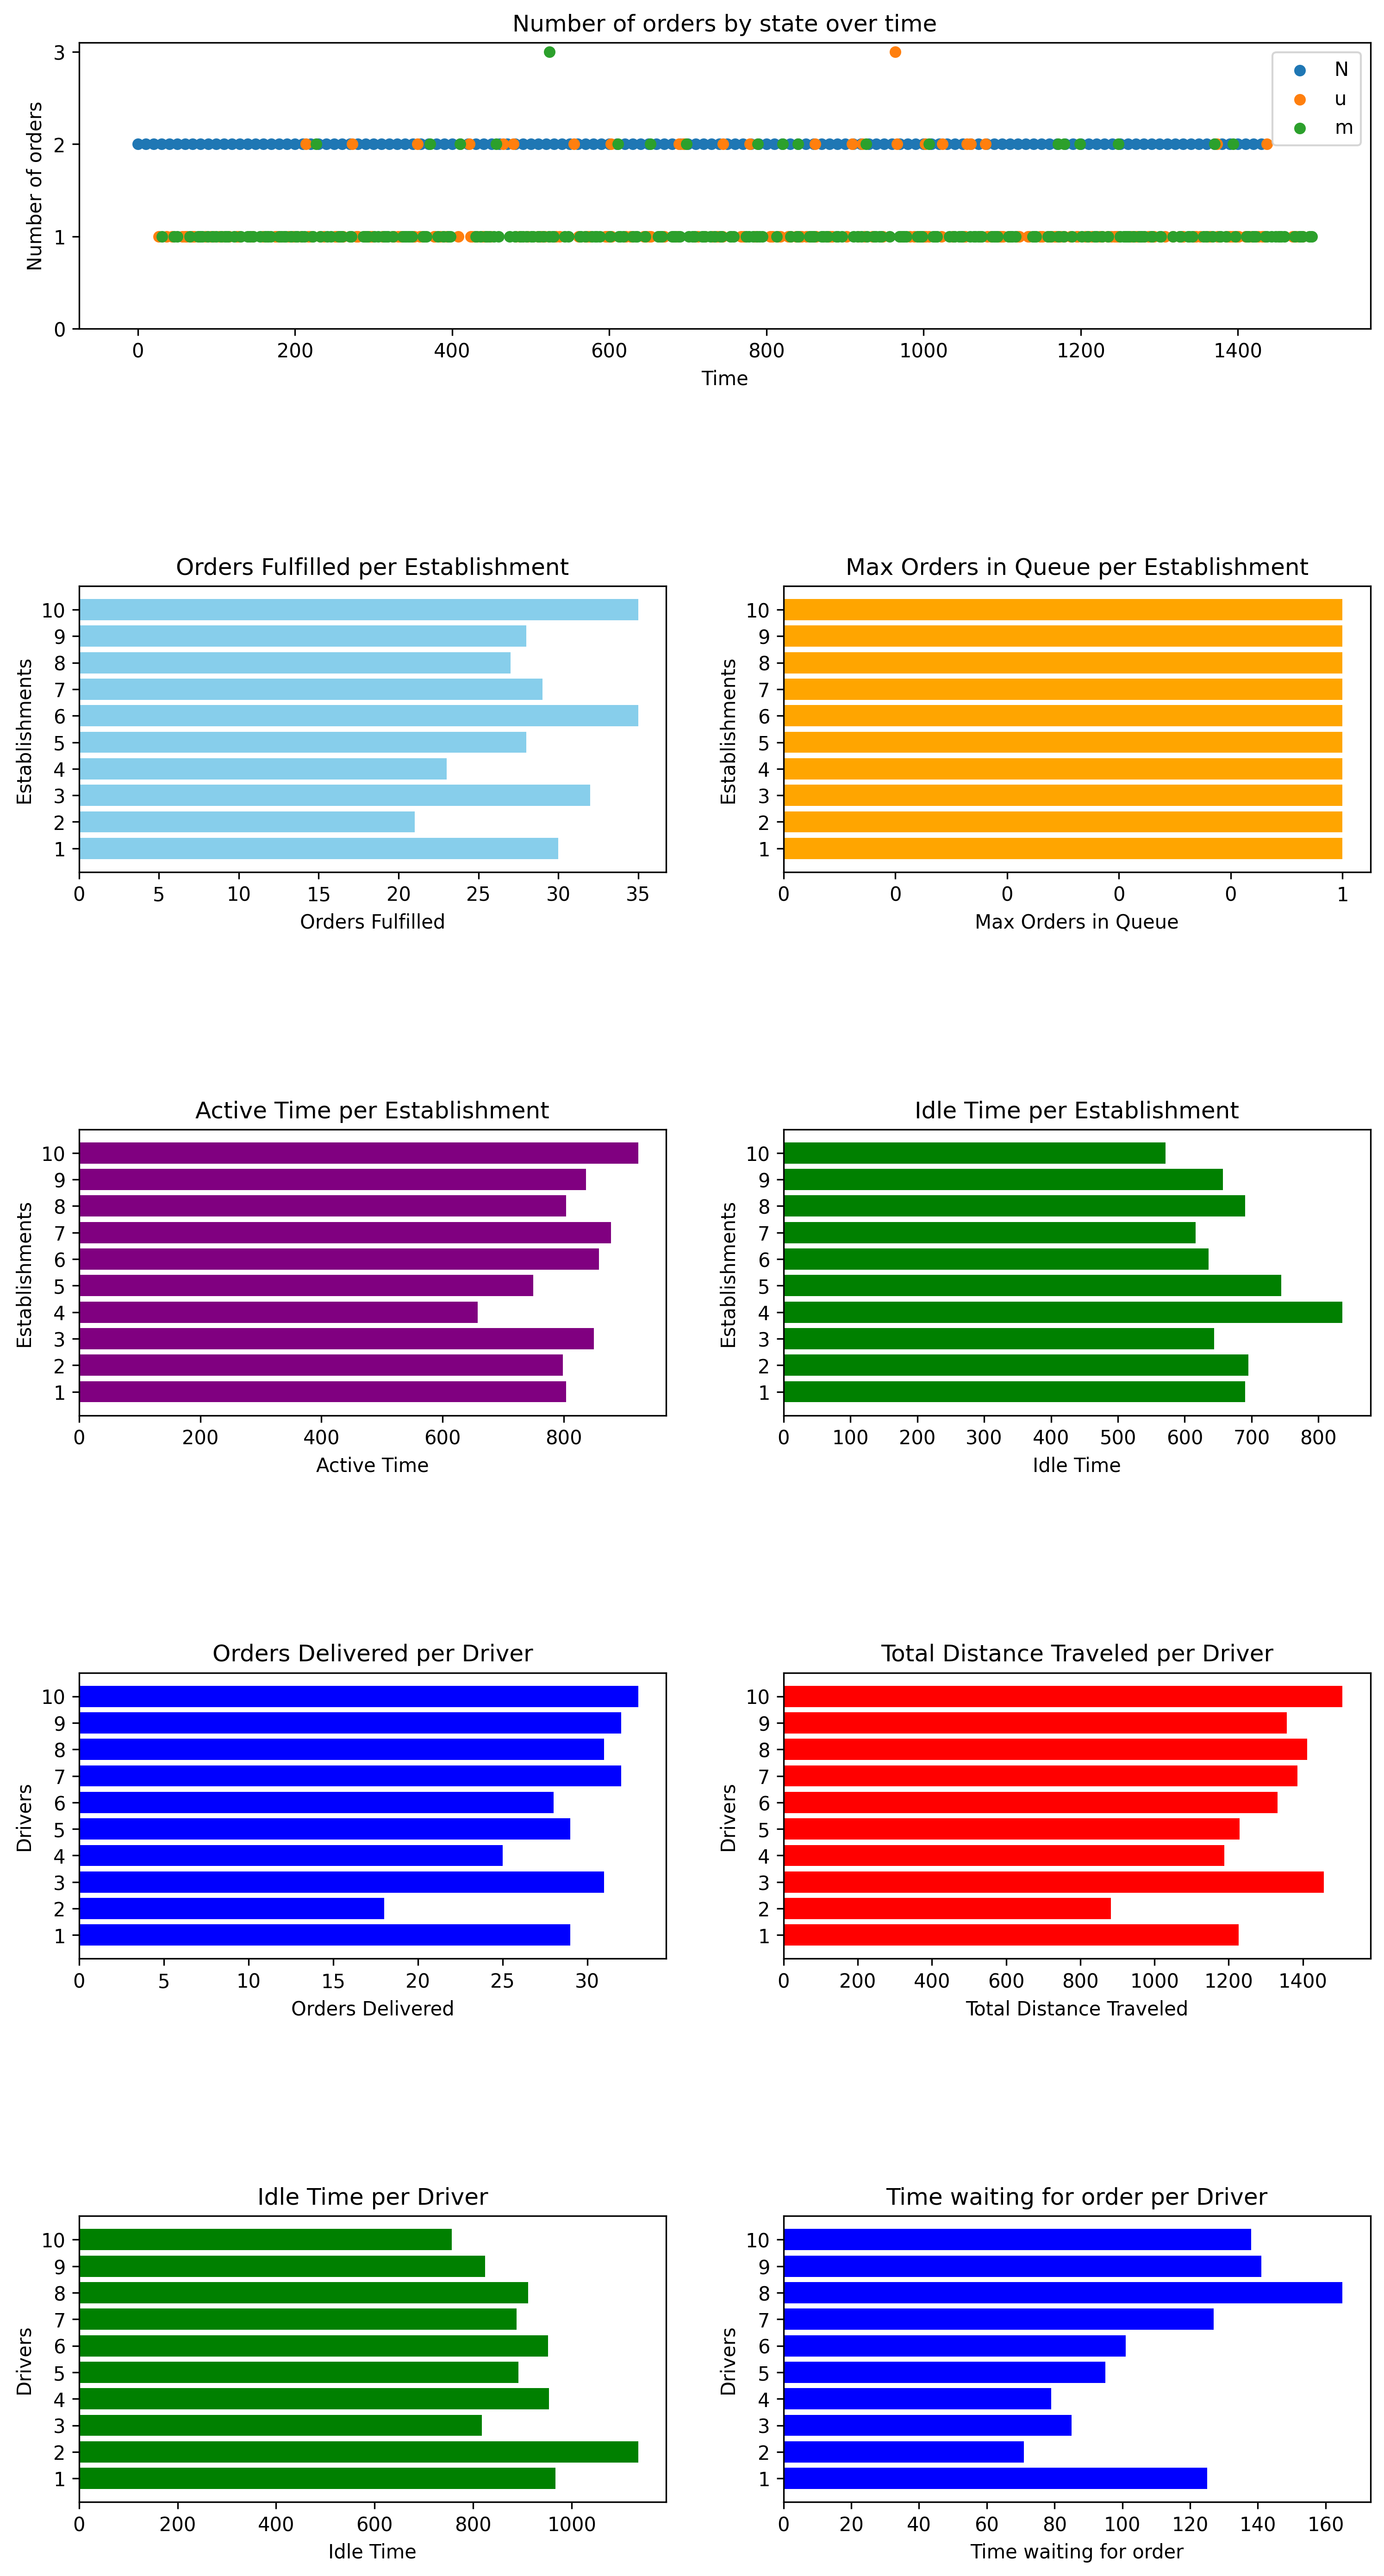 Number of orders by state over time
Number of orders
3
2
1
0
N
u
m
0 200 400 600 800 1000 1200 1400
Time
Orders Fulfilled per Establishment
Establishments
10
9
8
7
6
5
4
3
2
1
0 5 10 15 20 25 30 35
Orders Fulfilled
Max Orders in Queue per Establishment
Establishments
10
9
8
7
6
5
4
3
2
1
0 0 0 0 0 1
Max Orders in Queue
Active Time per Establishment
Establishments
10
9
8
7
6
5
4
3
2
1
0 200 400 600 800
Active Time
Idle Time per Establishment
Establishments
10
9
8
7
6
5
4
3
2
1
0 100 200 300 400 500 600 700 800
Idle Time
Orders Delivered per Driver
Drivers
10
9
8
7
6
5
4
3
2
1
0 5 10 15 20 25 30
Orders Delivered
Total Distance Traveled per Driver
Drivers
10
9
8
7
6
5
4
3
2
1
0 200 400 600 800 1000 1200 1400
Total Distance Traveled
Idle Time per Driver
Drivers
10
9
8
7
6
5
4
3
2
1
0 200 400 600 800 1000
Idle Time
Time waiting for order per Driver
Drivers
10
9
8
7
6
5
4
3
2
1
0 20 40 60 80 100 120 140 160
Time waiting for order